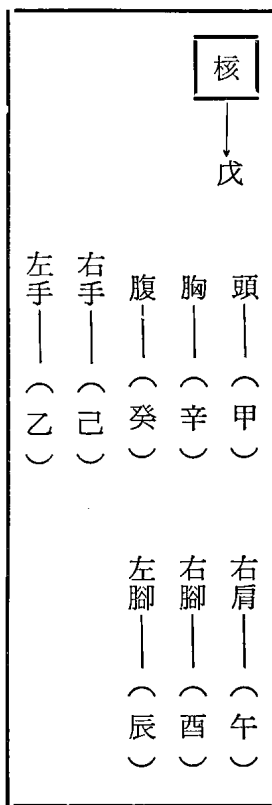 核
戊
頭——（甲）
胸——（辛）
腹——（癸）
右手——（己）
左手——（乙）
右肩——（午）
右腳——（酉）
左腳——（辰）